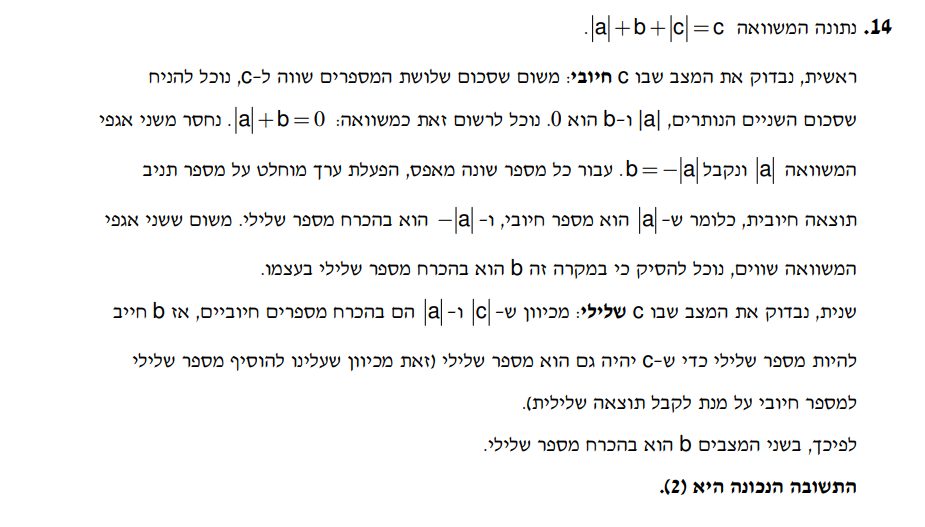 14. נתונה המשוואה |a|+b+|c|=c.
ראשית, נבדוק את המצב שבו c חיובי: משום שסכום שלושת המספרים שווה ל-c, נוכל להניח
שסכום השניים הנותרים, |a| ו-b הוא 0. נוכל לרשום זאת כמשוואה: |a|+b=0. נחסר משני אגפי
המשוואה |a| ונקבל b=-|a|. עבור כל מספר שונה מאפס, הפעלת ערך מוחלט על מספר תניב
תוצאה חיובית, כלומר ש-|a| הוא מספר חיובי, ו- -|a| הוא בהכרח מספר שלילי. משום ששני אגפי
המשוואה שווים, נוכל להסיק כי במקרה זה b הוא בהכרח מספר שלילי בעצמו.
שנית, נבדוק את המצב שבו c שלילי: מכיוון ש-|c| ו-|a| הם בהכרח מספרים חיוביים, אז b חייב
להיות מספר שלילי כדי ש-c יהיה גם הוא מספר שלילי (זאת מכיוון שעלינו להוסיף מספר שלילי
למספר חיובי על מנת לקבל תוצאה שלילית).
לפיכך, בשני המצבים b הוא בהכרח מספר שלילי.
התשובה הנכונה היא (2).